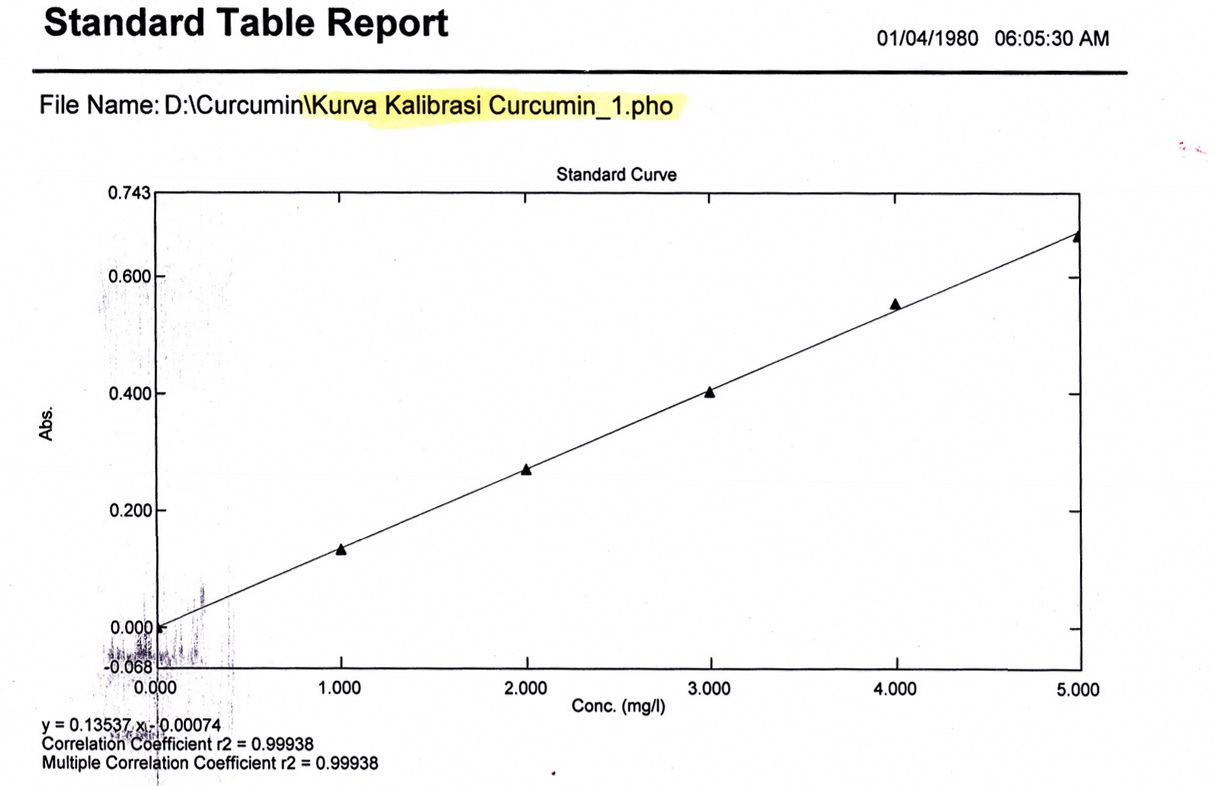 Standard Table Report
01/04/1980 06:05:30 AM
File Name: D:\Curcumin\Kurva Kalibrasi Curcumin_1.pho
Standard Curve
0.743
0.600
0.400
0.200
0.000
-0.068
Abs.
0.000 1.000 2.000 3.000 4.000 5.000
Conc. (mg/l)
y = 0.13537 x - 0.00074
Correlation Coefficient r2 = 0.99938
Multiple Correlation Coefficient r2 = 0.99938